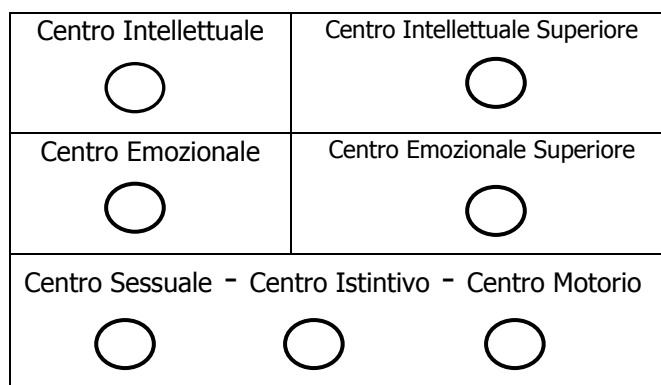 Centro Intellettuale
Centro Intellettuale Superiore
Centro Emozionale
Centro Emozionale Superiore
Centro Sessuale - Centro Istintivo - Centro Motorio